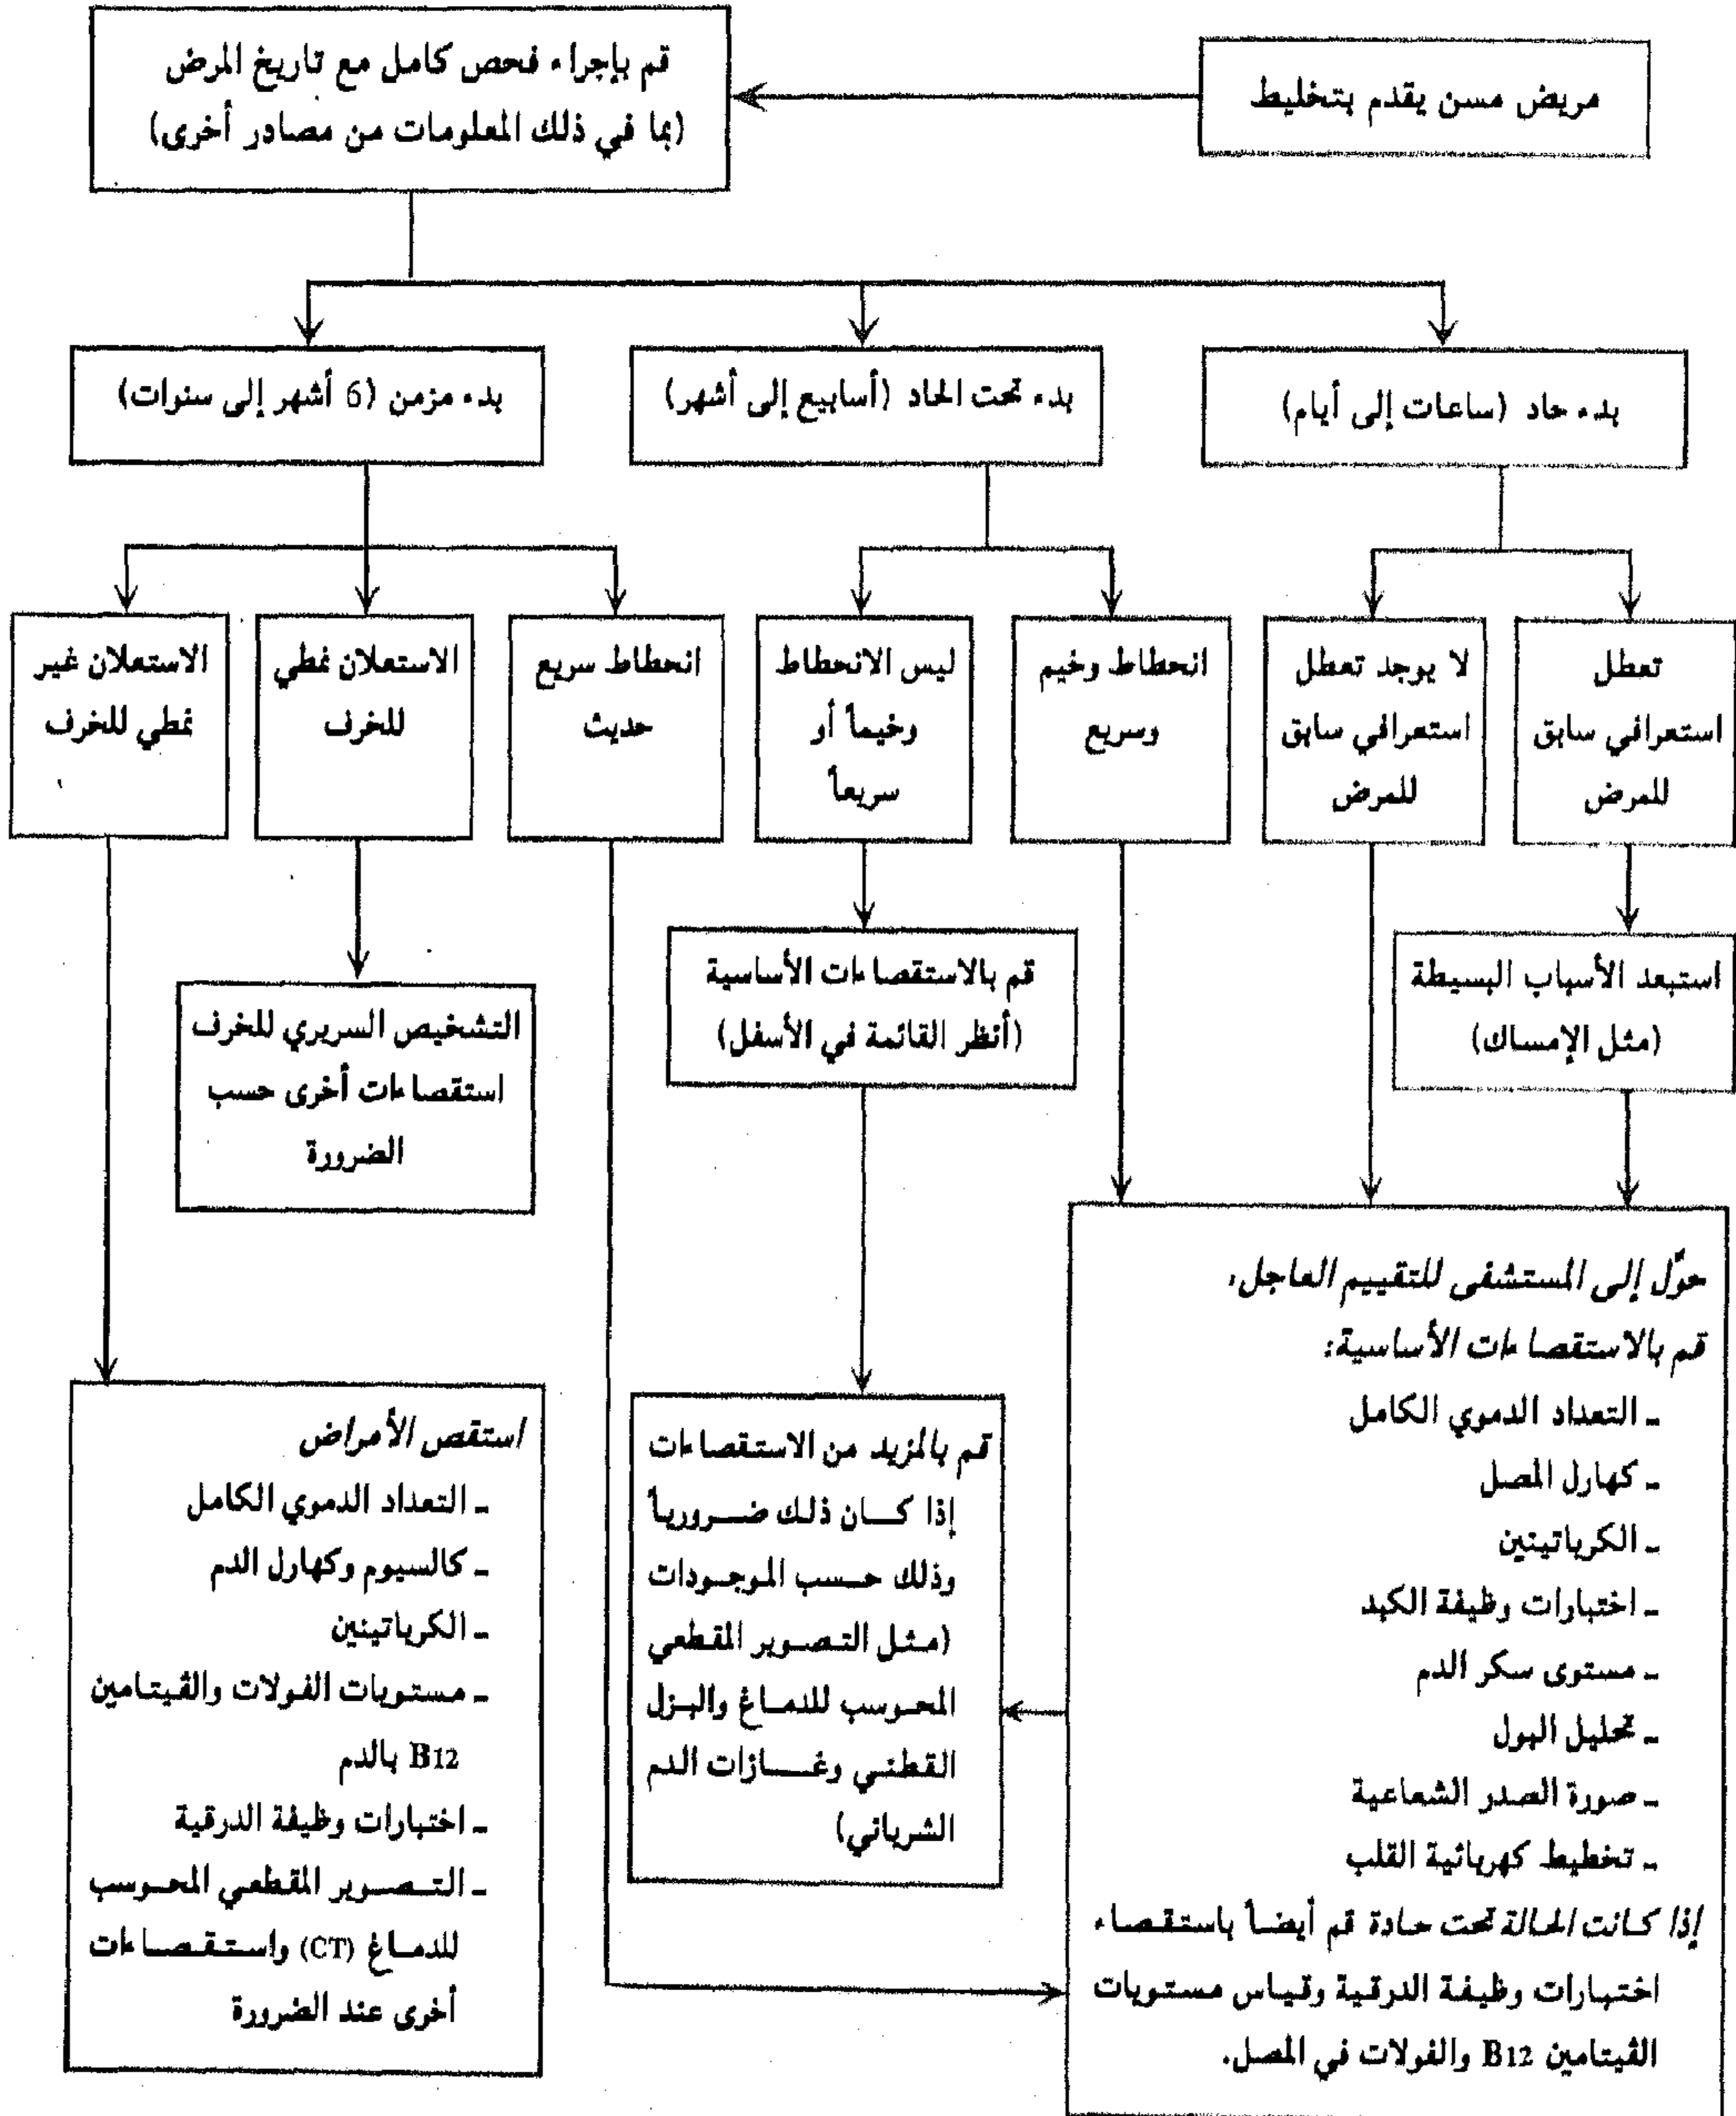 مريض مسن يقدم بتخليط
قم بإجراء فحص كامل مع تاريخ المرض
(بما في ذلك المعلومات من مصادر أخرى)
بدء حاد (ساعات إلى أيام)
بدء تحت الحاد (أسابيع إلى أشهر)
بدء مزمن (6 أشهر إلى سنوات)
تعطل
استعرافي سابق
للمرض
لا يوجد تعطل
استعرافي سابق
للمرض
انحطاط وخيم
وسريع
ليس الانحطاط
وخيماً أو
سريعاً
انحطاط سريع
حديث
الاستعلان نمطي
للخرف
الاستعلان غير
نمطي للخرف
استبعد الأسباب البسيطة
(مثل الإمساك)
قم بالاستقصاءات الأساسية
(أنظر القائمة في الأسفل)
التشخيص السريري للخرف
استقصاءات أخرى حسب
الضرورة
حوّل إلى المستشفى للتقييم العاجل،
قم بالاستقصاءات الأساسية:
ـ التعداد الدموي الكامل
ـ كهارل المصل
ـ الكرياتينين
ـ اختبارات وظيفة الكبد
ـ مستوى سكر الدم
ـ تحليل البول
ـ صورة الصدر الشعاعية
ـ تخطيط كهربائية القلب
إذا كانت الحالة تحت حادة قم أيضاً باستقصاء
اختبارات وظيفة الدرقية وقياس مستويات
الڤيتامين B12 والفولات في المصل.
قم بالمزيد من الاستقصاءات
إذا كان ذلك ضرورياً
وذلك حسب الموجودات
(مثل التصوير المقطعي
المحوسب للدماغ والبزل
القطني وغازات الدم
الشرياني)
استقص الأمراض
ـ التعداد الدموي الكامل
ـ كالسيوم وكهارل الدم
ـ الكرياتينين
ـ مستويات الفولات والڤيتامين
B12 بالدم
ـ اختبارات وظيفة الدرقية
ـ التصوير المقطعي المحوسب
للدماغ (CT) واستقصاءات
أخرى عند الضرورة